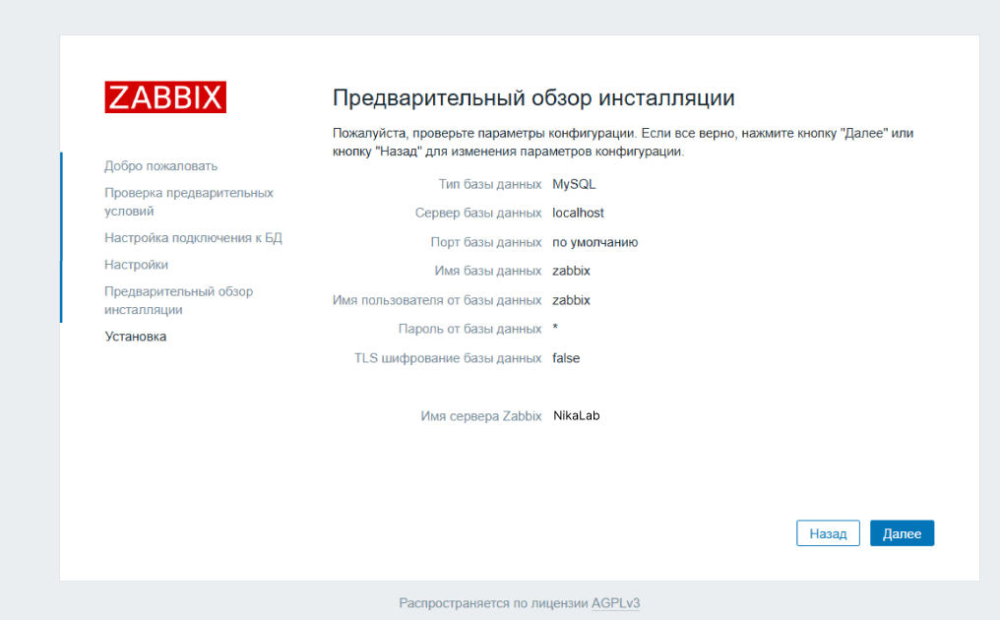 ZABBIX
Добро пожаловать
Проверка предварительных
условий
Настройка подключения к БД
Настройки
Предварительный обзор
инсталляции
Установка
Предварительный обзор инсталляции
Пожалуйста, проверьте параметры конфигурации. Если все верно, нажмите кнопку "Далее" или
кнопку "Назад" для изменения параметров конфигурации.
Тип базы данных MySQL
Сервер базы данных localhost
Порт базы данных по умолчанию
Имя базы данных zabbix
Имя пользователя от базы данных zabbix
Пароль от базы данных *
TLS шифрование базы данных false
Имя сервера Zabbix NikaLab
Назад Далее
Распространяется по лицензии AGPLv3